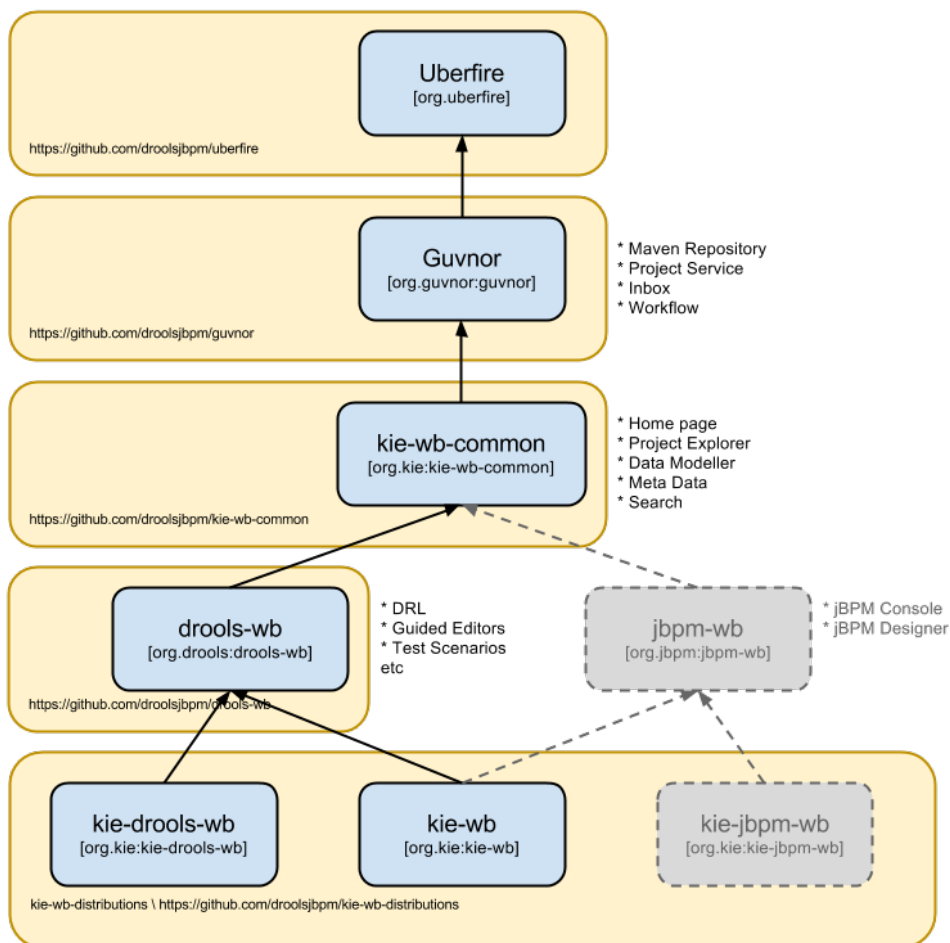 Uberfire
[org.uberfire]
https://github.com/droolsjbpm/uberfire
Guvnor
[org.guvnor:guvnor]
* Maven Repository
* Project Service
* Inbox
* Workflow
https://github.com/droolsjbpm/guvnor
kie-wb-common
[org.kie:kie-wb-common]
* Home page
* Project Explorer
* Data Modeller
* Meta Data
* Search
https://github.com/droolsjbpm/kie-wb-common
drools-wb
[org.drools:drools-wb]
* DRL
* Guided Editors
* Test Scenarios
etc
jbpm-wb
[org.jbpm:jbpm-wb]
* jBPM Console
* jBPM Designer
https://github.com/droolsjbpm/drools-wb
kie-drools-wb
[org.kie:kie-drools-wb]
kie-wb
[org.kie:kie-wb]
kie-jbpm-wb
[org.kie:kie-jbpm-wb]
kie-wb-distributions \ https://github.com/droolsjbpm/kie-wb-distributions